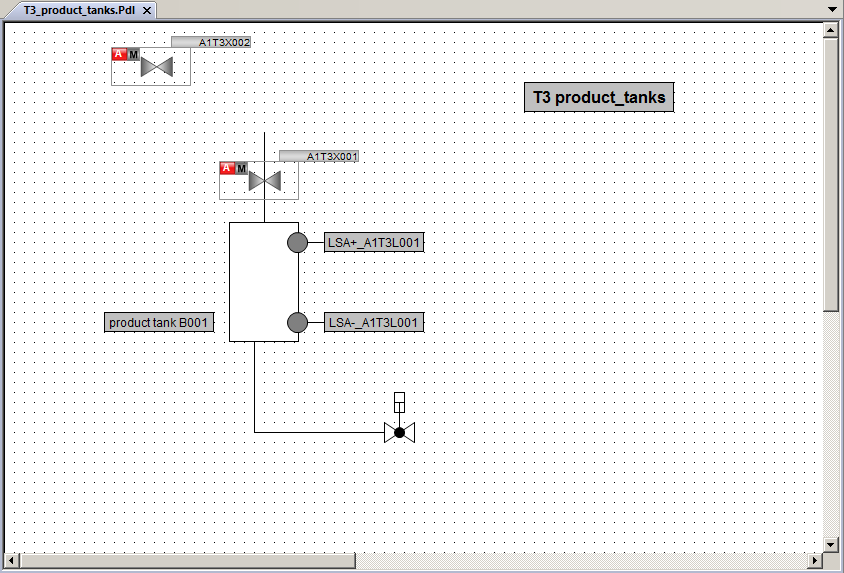 T3_product_tanks.Pdl
A1T3X002
A M
T3 product_tanks
A1T3X001
A M
LSA+_A1T3L001
product tank B001
LSA-_A1T3L001